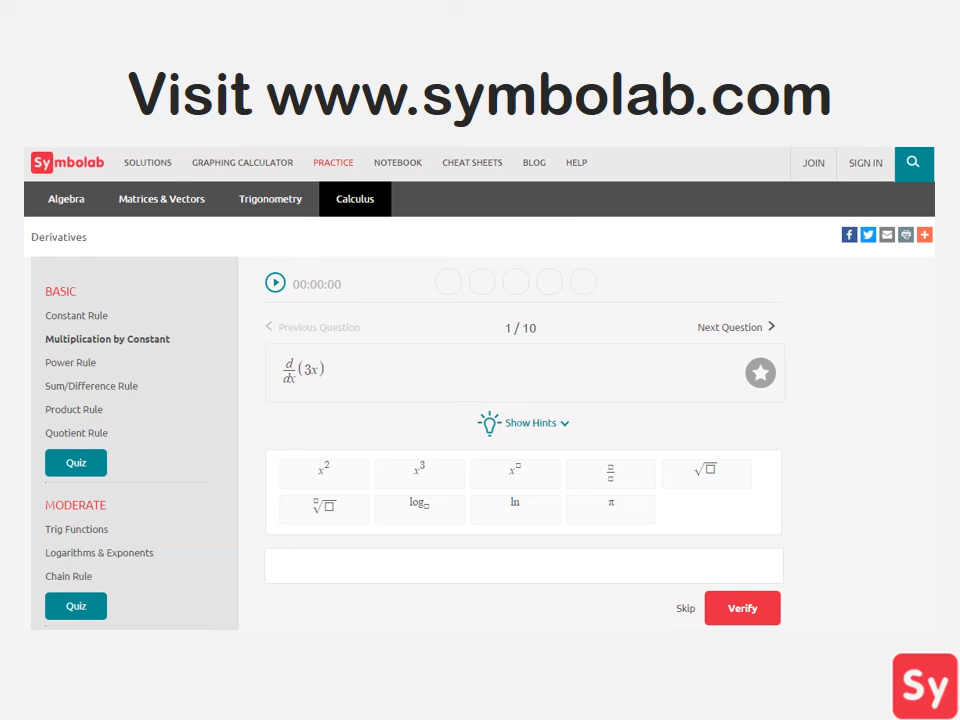 Visit www.symbolab.com
Symbolab SOLUTIONS GRAPHING CALCULATOR PRACTICE NOTEBOOK CHEAT SHEETS BLOG HELP JOIN SIGN IN
Algebra Matrices & Vectors Trigonometry Calculus
Derivatives
BASIC
Constant Rule
Multiplication by Constant
Power Rule
Sum/Difference Rule
Product Rule
Quotient Rule
Quiz
MODERATE
Trig Functions
Logarithms & Exponents
Chain Rule
Quiz
00:00:00
Previous Question 1 / 10 Next Question
d/dx (3x)
Show Hints
x² x³ x^□ □/□ √□
□√□ log□ ln π
Skip Verify
Sy